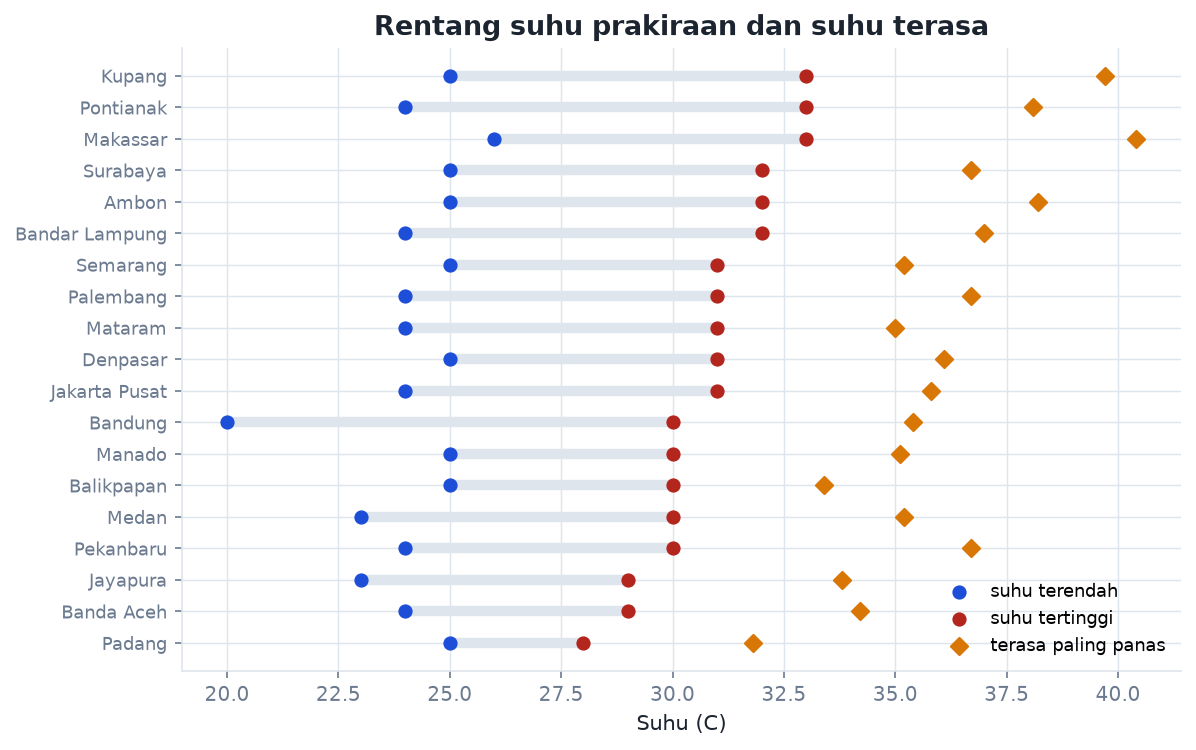 Rentang suhu prakiraan dan suhu terasa
Kupang
Pontianak
Makassar
Surabaya
Ambon
Bandar Lampung
Semarang
Palembang
Mataram
Denpasar
Jakarta Pusat
Bandung
Manado
Balikpapan
Medan
Pekanbaru
Jayapura
Banda Aceh
Padang
suhu terendah
suhu tertinggi
terasa paling panas
20.0 22.5 25.0 27.5 30.0 32.5 35.0 37.5 40.0
Suhu (C)